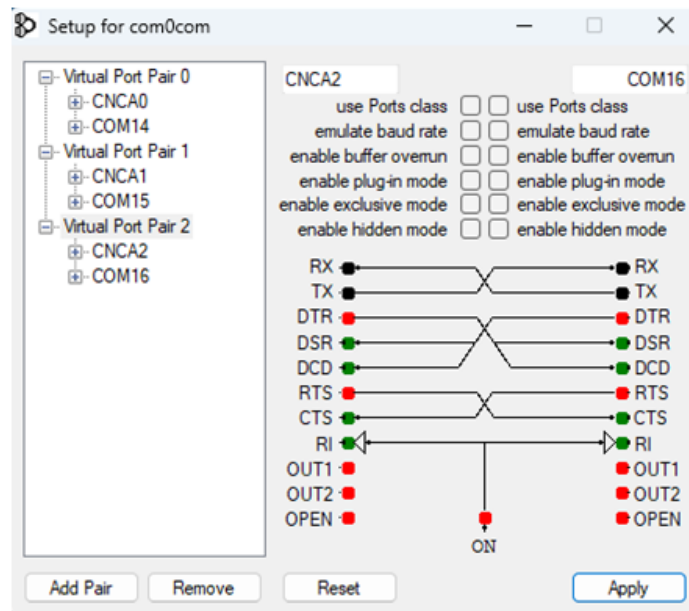 Setup for com0com
Virtual Port Pair 0
CNCA0
COM14
Virtual Port Pair 1
CNCA1
COM15
Virtual Port Pair 2
CNCA2
COM16
CNCA2 COM16
use Ports class use Ports class
emulate baud rate emulate baud rate
enable buffer overrun enable buffer overrun
enable plug-in mode enable plug-in mode
enable exclusive mode enable exclusive mode
enable hidden mode enable hidden mode
RX RX
TX TX
DTR DTR
DSR DSR
DCD DCD
RTS RTS
CTS CTS
RI RI
OUT1 OUT1
OUT2 OUT2
OPEN OPEN
ON
Add Pair Remove Reset Apply